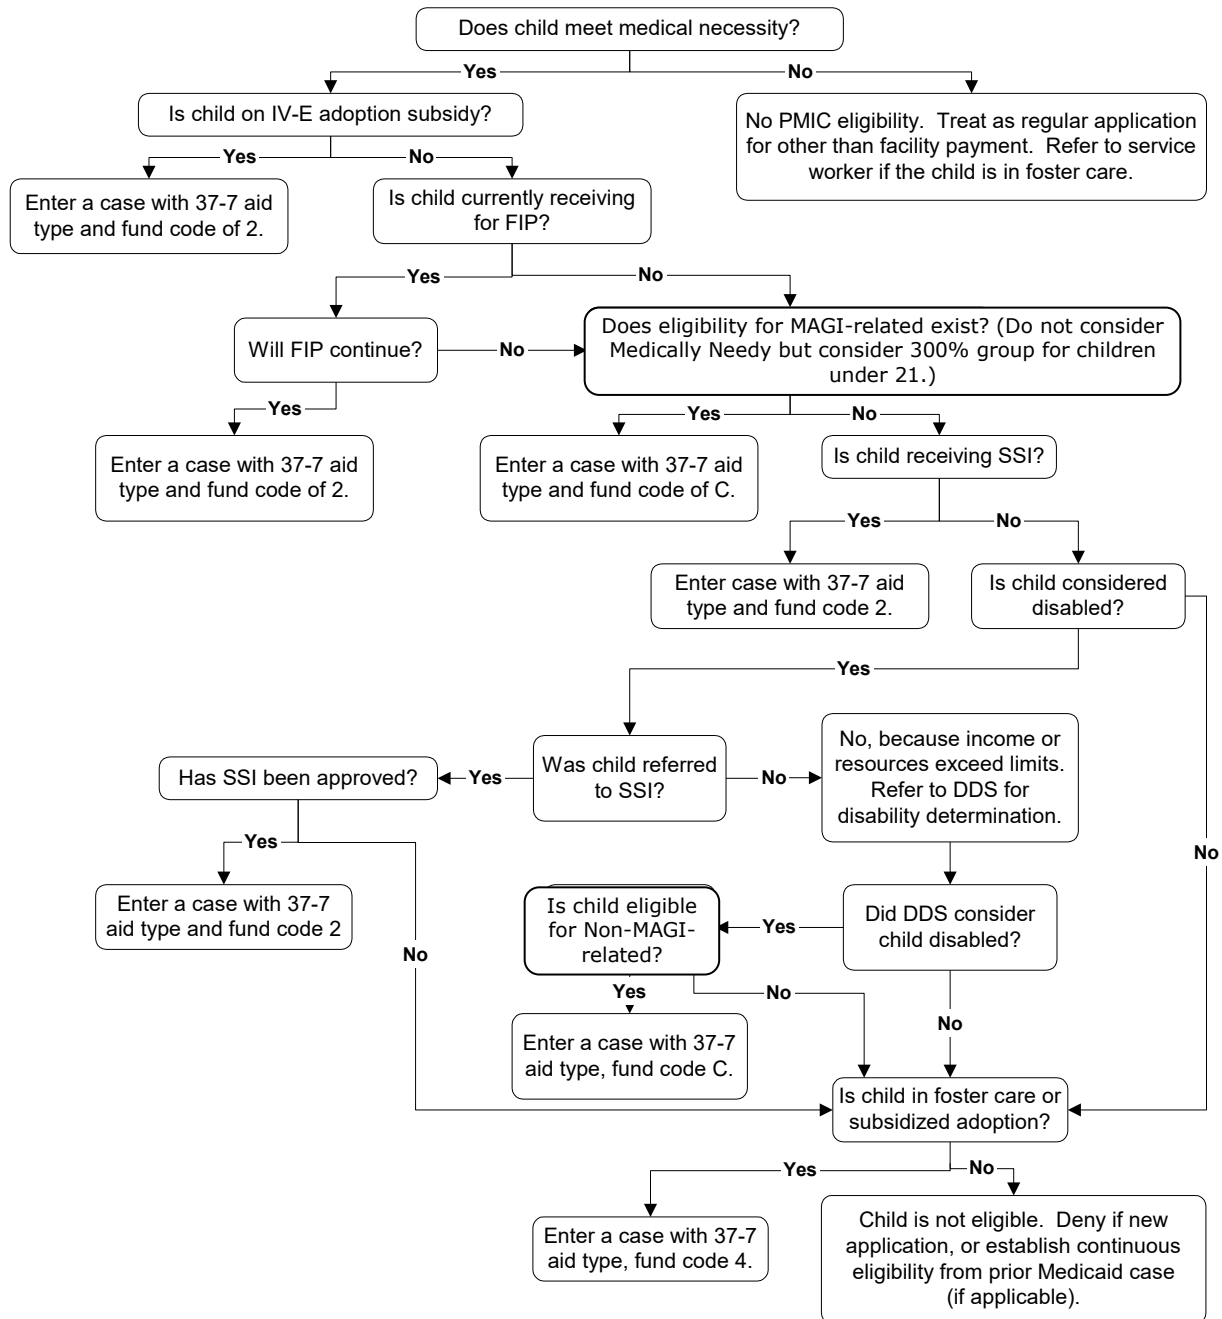 Does child meet medical necessity?
Yes
No
Is child on IV-E adoption subsidy?
No PMIC eligibility.  Treat as regular application
for other than facility payment.  Refer to service
worker if the child is in foster care.
Yes
No
Enter a case with 37-7 aid
type and fund code of 2.
Is child currently receiving
for FIP?
Yes
No
Will FIP continue?
No
Does eligibility for MAGI-related exist? (Do not consider
Medically Needy but consider 300% group for children
under 21.)
Yes
Yes
No
Enter a case with 37-7 aid
type and fund code of 2.
Enter a case with 37-7 aid
type and fund code of C.
Is child receiving SSI?
Yes
No
Enter case with 37-7 aid
type and fund code 2.
Is child considered
disabled?
Yes
No
Has SSI been approved?
Yes
Was child referred
to SSI?
No
No, because income or
resources exceed limits.
Refer to DDS for
disability determination.
Yes
No
Enter a case with 37-7
aid type and fund code 2
Is child eligible
for Non-MAGI-
related?
Yes
Did DDS consider
child disabled?
Yes
No
No
Enter a case with 37-7
aid type, fund code C.
Is child in foster care or
subsidized adoption?
Yes
No
Enter a case with 37-7
aid type, fund code 4.
Child is not eligible.  Deny if new
application, or establish continuous
eligibility from prior Medicaid case
(if applicable).